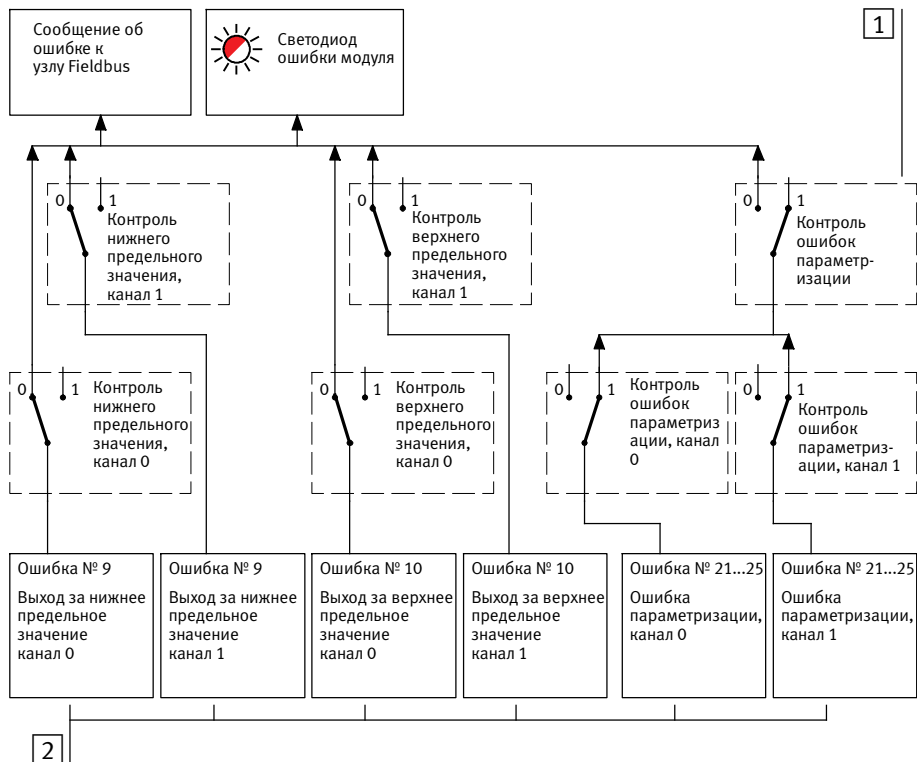 Сообщение об
ошибке к
узлу Fieldbus
Светодиод
ошибки модуля
1
0
1
Контроль
нижнего
предельного
значения,
канал 1
0
1
Контроль
верхнего
предельного
значения,
канал 1
0
1
Контроль
ошибок
параметр-
изации
0
1
Контроль
нижнего
предельного
значения,
канал 0
0
1
Контроль
верхнего
предельного
значения,
канал 0
0
1
Контроль
ошибок
параметриз
ации, канал
0
0
1
Контроль
ошибок
параметриз-
ации, канал 1
Ошибка № 9
Выход за нижнее
предельное
значение
канал 0
Ошибка № 9
Выход за нижнее
предельное
значение
канал 1
Ошибка № 10
Выход за верхнее
предельное
значение
канал 0
Ошибка № 10
Выход за верхнее
предельное
значение
канал 1
Ошибка № 21...25
Ошибка
параметризации,
канал 0
Ошибка № 21...25
Ошибка
параметризации,
канал 1
2